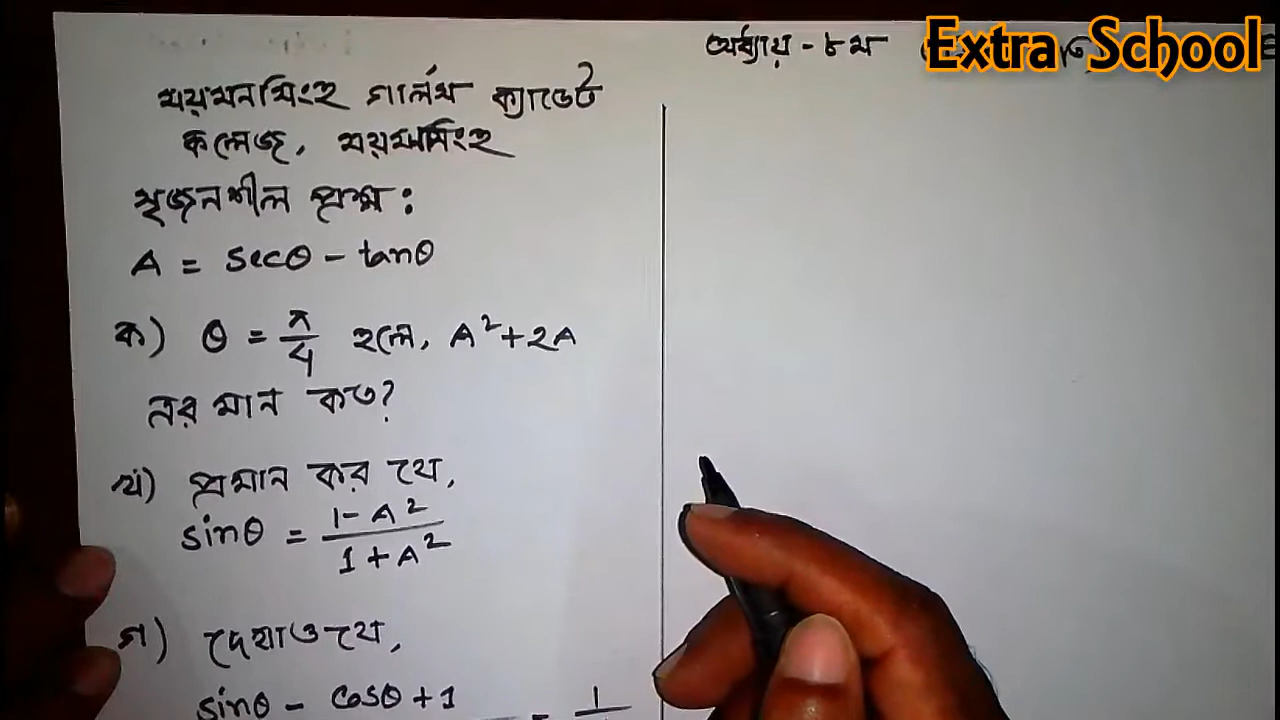 অধ্যায় - ৮ম
Extra School
ময়মনসিংহ গার্লস ক্যাডেট
কলেজ, ময়মনসিংহ
সৃজনশীল প্রশ্ন :
A = secθ - tanθ
ক) θ = π/4 হলে, A² + 2A
এর মান কত?
খ) প্রমান কর যে,
sinθ = (1 - A²)/(1 + A²)
গ) দেখাও যে,
sinθ - cosθ + 1 = 1